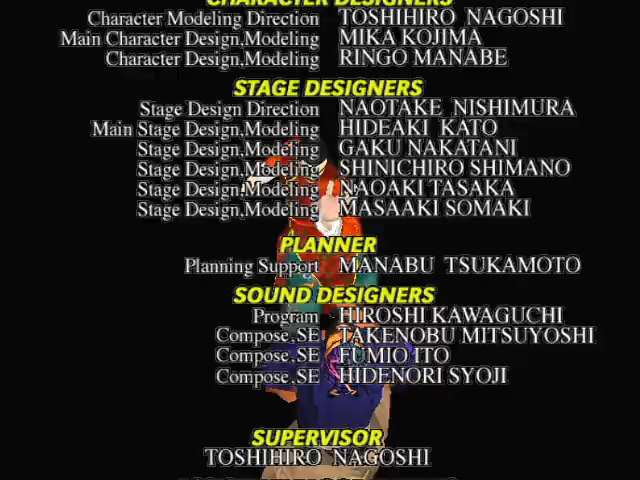 CHARACTER DESIGNERS
Character Modeling Direction TOSHIHIRO NAGOSHI
Main Character Design,Modeling MIKA KOJIMA
Character Design,Modeling RINGO MANABE
STAGE DESIGNERS
Stage Design Direction NAOTAKE NISHIMURA
Main Stage Design,Modeling HIDEAKI KATO
Stage Design,Modeling GAKU NAKATANI
Stage Design,Modeling SHINICHIRO SHIMANO
Stage Design,Modeling NAOAKI TASAKA
Stage Design,Modeling MASAAKI SOMAKI
PLANNER
Planning Support MANABU TSUKAMOTO
SOUND DESIGNERS
Program HIROSHI KAWAGUCHI
Compose,SE TAKENOBU MITSUYOSHI
Compose,SE FUMIO ITO
Compose,SE HIDENORI SYOJI
SUPERVISOR
TOSHIHIRO NAGOSHI